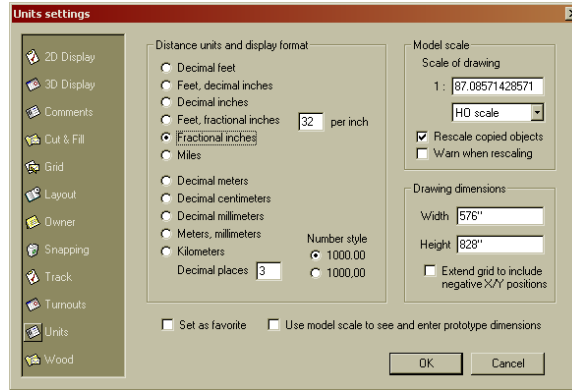 Units settings
2D Display
3D Display
Comments
Cut & Fill
Grid
Layout
Owner
Snapping
Track
Turnouts
Units
Wood
Distance units and display format
Decimal feet
Feet, decimal inches
Decimal inches
Feet, fractional inches 32 per inch
Fractional inches
Miles
Decimal meters
Decimal centimeters
Decimal millimeters
Meters, millimeters
Kilometers
Decimal places 3
Number style
1000.00
1000,00
Model scale
Scale of drawing
1 : 87.08571428571
HO scale
Rescale copied objects
Warn when rescaling
Drawing dimensions
Width 576"
Height 828"
Extend grid to include
negative X/Y positions
Set as favorite
Use model scale to see and enter prototype dimensions
OK
Cancel